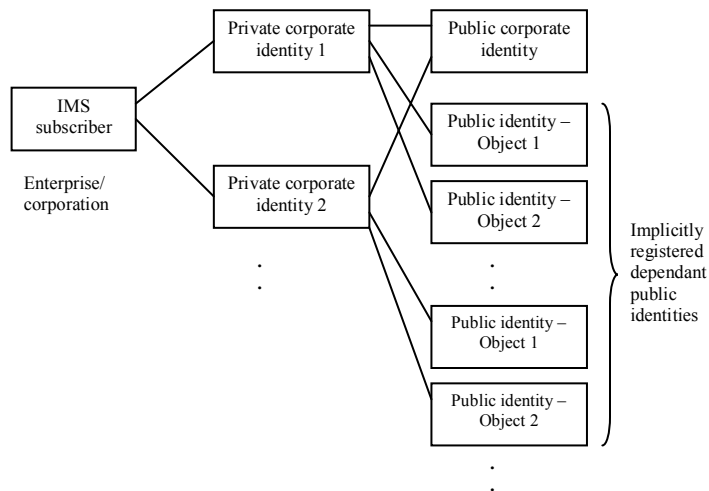 IMS
subscriber
Enterprise/
corporation
Private corporate
identity 1
Private corporate
identity 2
Public corporate
identity
Public identity –
Object 1
Public identity –
Object 2
Public identity –
Object 1
Public identity –
Object 2
Implicitly
registered
dependant
public
identities